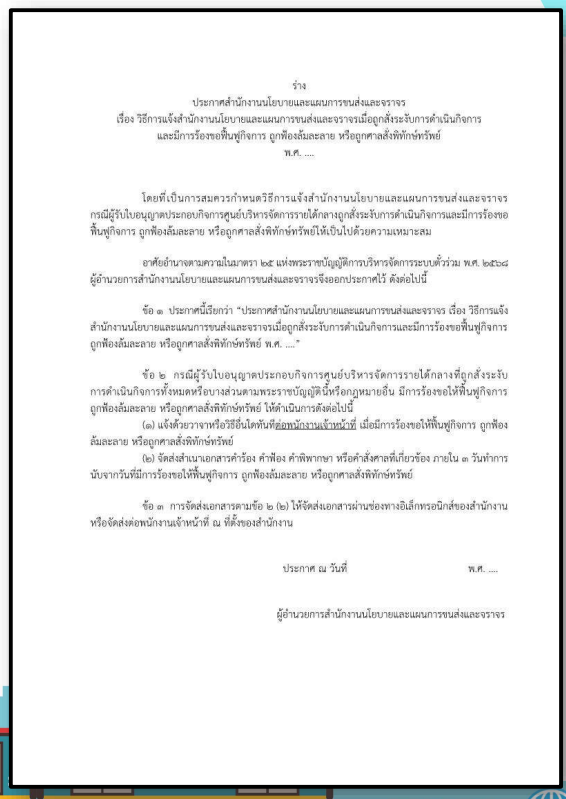 ร่าง
ประกาศสำนักงานนโยบายและแผนการขนส่งและจราจร
เรื่อง วิธีการแจ้งสำนักงานนโยบายและแผนการขนส่งและจราจรเมื่อถูกสั่งระงับการดำเนินกิจการ
และมีการร้องขอฟื้นฟูกิจการ ถูกฟ้องล้มละลาย หรือถูกศาลสั่งพิทักษ์ทรัพย์
พ.ศ. ....
โดยที่เป็นการสมควรกำหนดวิธีการแจ้งสำนักงานนโยบายและแผนการขนส่งและจราจร
กรณีผู้รับใบอนุญาตประกอบกิจการศูนย์บริหารจัดการรายได้กลางถูกสั่งระงับการดำเนินกิจการและมีการร้องขอ
ฟื้นฟูกิจการ ถูกฟ้องล้มละลาย หรือถูกศาลสั่งพิทักษ์ทรัพย์ให้เป็นไปด้วยความเหมาะสม
อาศัยอำนาจตามความในมาตรา ๒๕ แห่งพระราชบัญญัติการบริหารจัดการระบบตั๋วร่วม พ.ศ. ๒๕๖๘
ผู้อำนวยการสำนักงานนโยบายและแผนการขนส่งและจราจรจึงออกประกาศไว้ ดังต่อไปนี้
ข้อ ๑ ประกาศนี้เรียกว่า “ประกาศสำนักงานนโยบายและแผนการขนส่งและจราจร เรื่อง วิธีการแจ้ง
สำนักงานนโยบายและแผนการขนส่งและจราจรเมื่อถูกสั่งระงับการดำเนินกิจการและมีการร้องขอฟื้นฟูกิจการ
ถูกฟ้องล้มละลาย หรือถูกศาลสั่งพิทักษ์ทรัพย์ พ.ศ. ....”
ข้อ ๒ กรณีผู้รับใบอนุญาตประกอบกิจการศูนย์บริหารจัดการรายได้กลางที่ถูกสั่งระงับ
การดำเนินกิจการทั้งหมดหรือบางส่วนตามพระราชบัญญัตินี้หรือกฎหมายอื่น มีการร้องขอให้ฟื้นฟูกิจการ
ถูกฟ้องล้มละลาย หรือถูกศาลสั่งพิทักษ์ทรัพย์ ให้ดำเนินการดังต่อไปนี้
(๑) แจ้งด้วยวาจาหรือวิธีอื่นใดทันทีต่อพนักงานเจ้าหน้าที่ เมื่อมีการร้องขอให้ฟื้นฟูกิจการ ถูกฟ้อง
ล้มละลาย หรือถูกศาลสั่งพิทักษ์ทรัพย์
(๒) จัดส่งสำเนาเอกสารคำร้อง คำฟ้อง คำพิพากษา หรือคำสั่งศาลที่เกี่ยวข้อง ภายใน ๓ วันทำการ
นับจากวันที่มีการร้องขอให้ฟื้นฟูกิจการ ถูกฟ้องล้มละลาย หรือถูกศาลสั่งพิทักษ์ทรัพย์
ข้อ ๓ การจัดส่งเอกสารตามข้อ ๒ (๒) ให้จัดส่งเอกสารผ่านช่องทางอิเล็กทรอนิกส์ของสำนักงาน
หรือจัดส่งต่อพนักงานเจ้าหน้าที่ ณ ที่ตั้งของสำนักงาน
ประกาศ ณ วันที่ พ.ศ. ....
ผู้อำนวยการสำนักงานนโยบายและแผนการขนส่งและจราจร